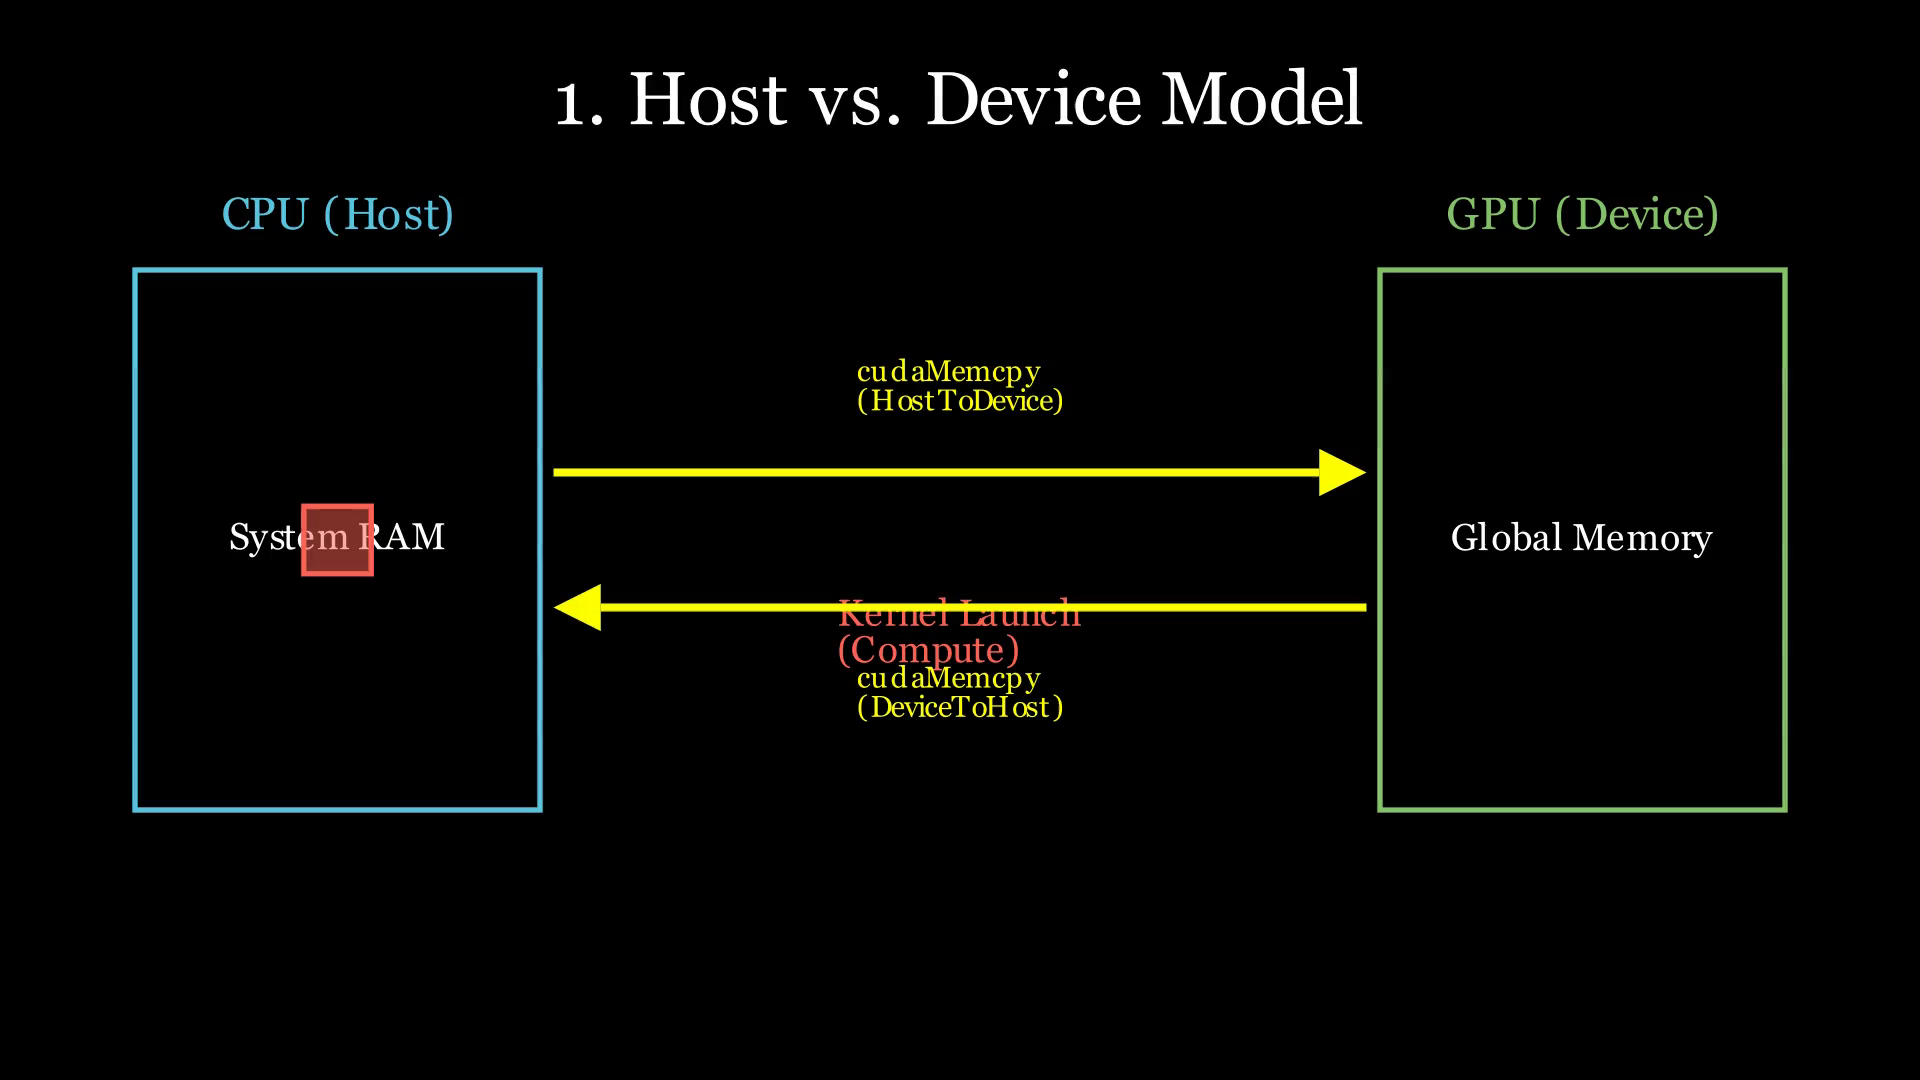 1. Host vs. Device Model
CPU (Host)
GPU (Device)
cudaMemcpy
(HostToDevice)
System RAM
Global Memory
Kernel Launch
(Compute)
cudaMemcpy
(DeviceToHost)